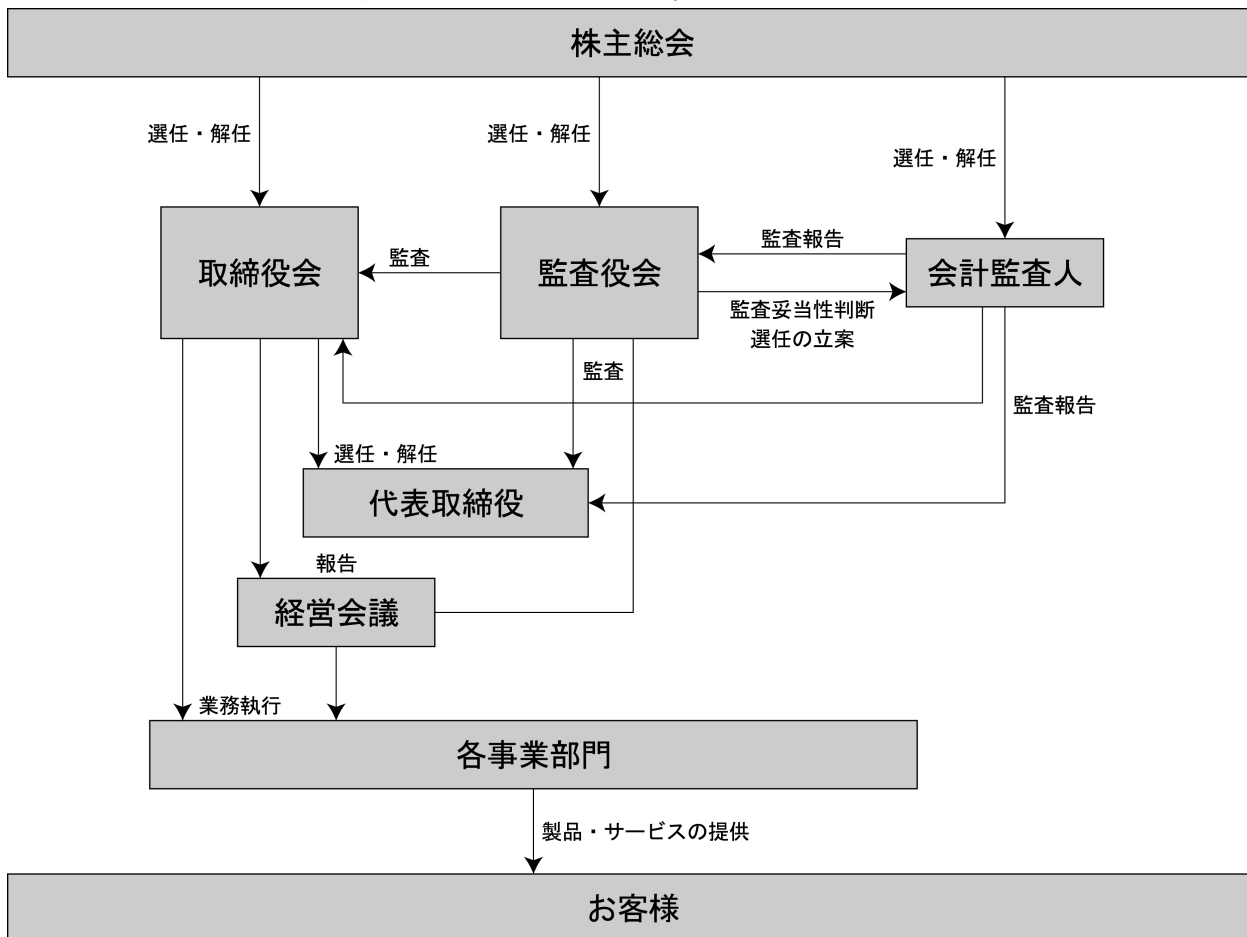 株主総会
選任・解任
選任・解任
選任・解任
取締役会
監査
監査役会
監査報告
会計監査人
監査妥当性判断
選任の立案
監査
監査報告
選任・解任
代表取締役
報告
経営会議
業務執行
各事業部門
製品・サービスの提供
お客様